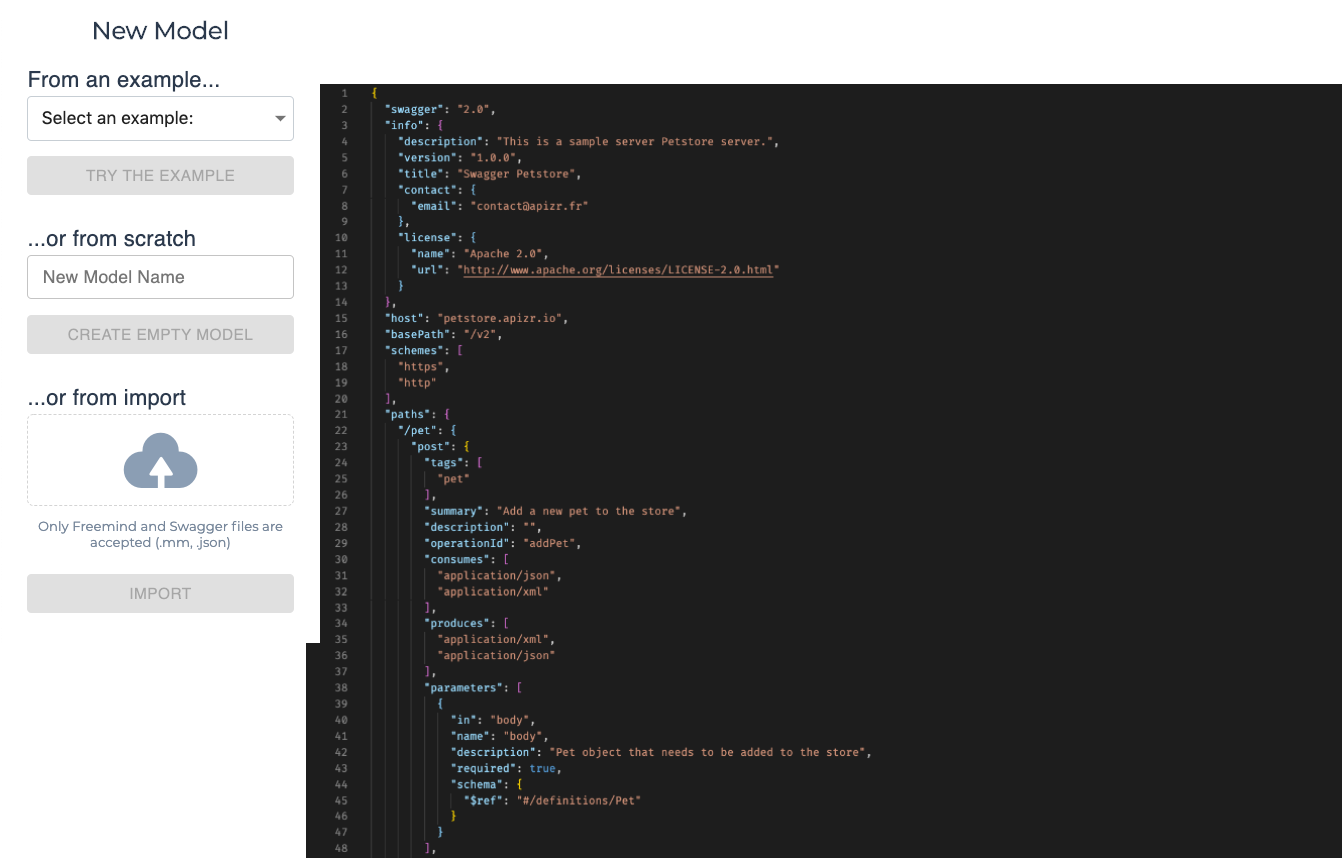 New Model
From an example...
Select an example:
TRY THE EXAMPLE
...or from scratch
New Model Name
CREATE EMPTY MODEL
...or from import
Only Freemind and Swagger files are
accepted (.mm, .json)
IMPORT
1 {
2 "swagger": "2.0",
3 "info": {
4 "description": "This is a sample server Petstore server.",
5 "version": "1.0.0",
6 "title": "Swagger Petstore",
7 "contact": {
8 "email": "contact@apizr.fr"
9 },
10 "license": {
11 "name": "Apache 2.0",
12 "url": "http://www.apache.org/licenses/LICENSE-2.0.html"
13 }
14 },
15 "host": "petstore.apizr.io",
16 "basePath": "/v2",
17 "schemes": [
18 "https",
19 "http"
20 ],
21 "paths": {
22 "/pet": {
23 "post": {
24 "tags": [
25 "pet"
26 ],
27 "summary": "Add a new pet to the store",
28 "description": "",
29 "operationId": "addPet",
30 "consumes": [
31 "application/json",
32 "application/xml"
33 ],
34 "produces": [
35 "application/xml",
36 "application/json"
37 ],
38 "parameters": [
39 {
40 "in": "body",
41 "name": "body",
42 "description": "Pet object that needs to be added to the store",
43 "required": true,
44 "schema": {
45 "$ref": "#/definitions/Pet"
46 }
47 }
48 ],